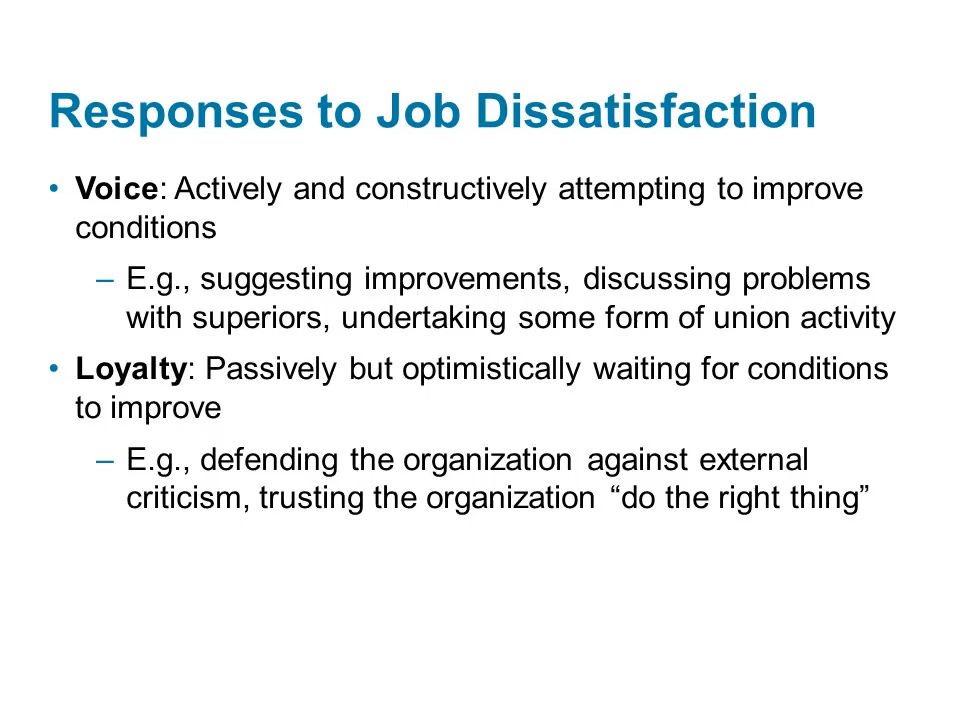 Responses to Job Dissatisfaction
• Voice: Actively and constructively attempting to improve
conditions
– E.g., suggesting improvements, discussing problems
with superiors, undertaking some form of union activity
• Loyalty: Passively but optimistically waiting for conditions
to improve
– E.g., defending the organization against external
criticism, trusting the organization “do the right thing”